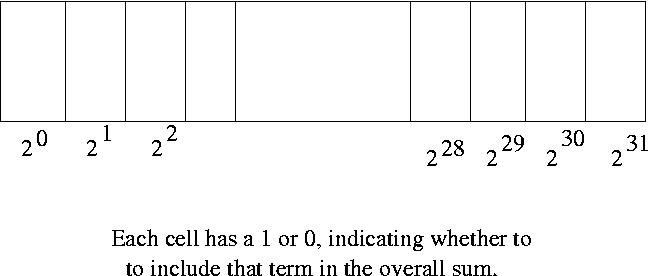 2^0 2^1 2^2 2^28 2^29 2^30 2^31
Each cell has a 1 or 0, indicating whether to
to include that term in the overall sum.